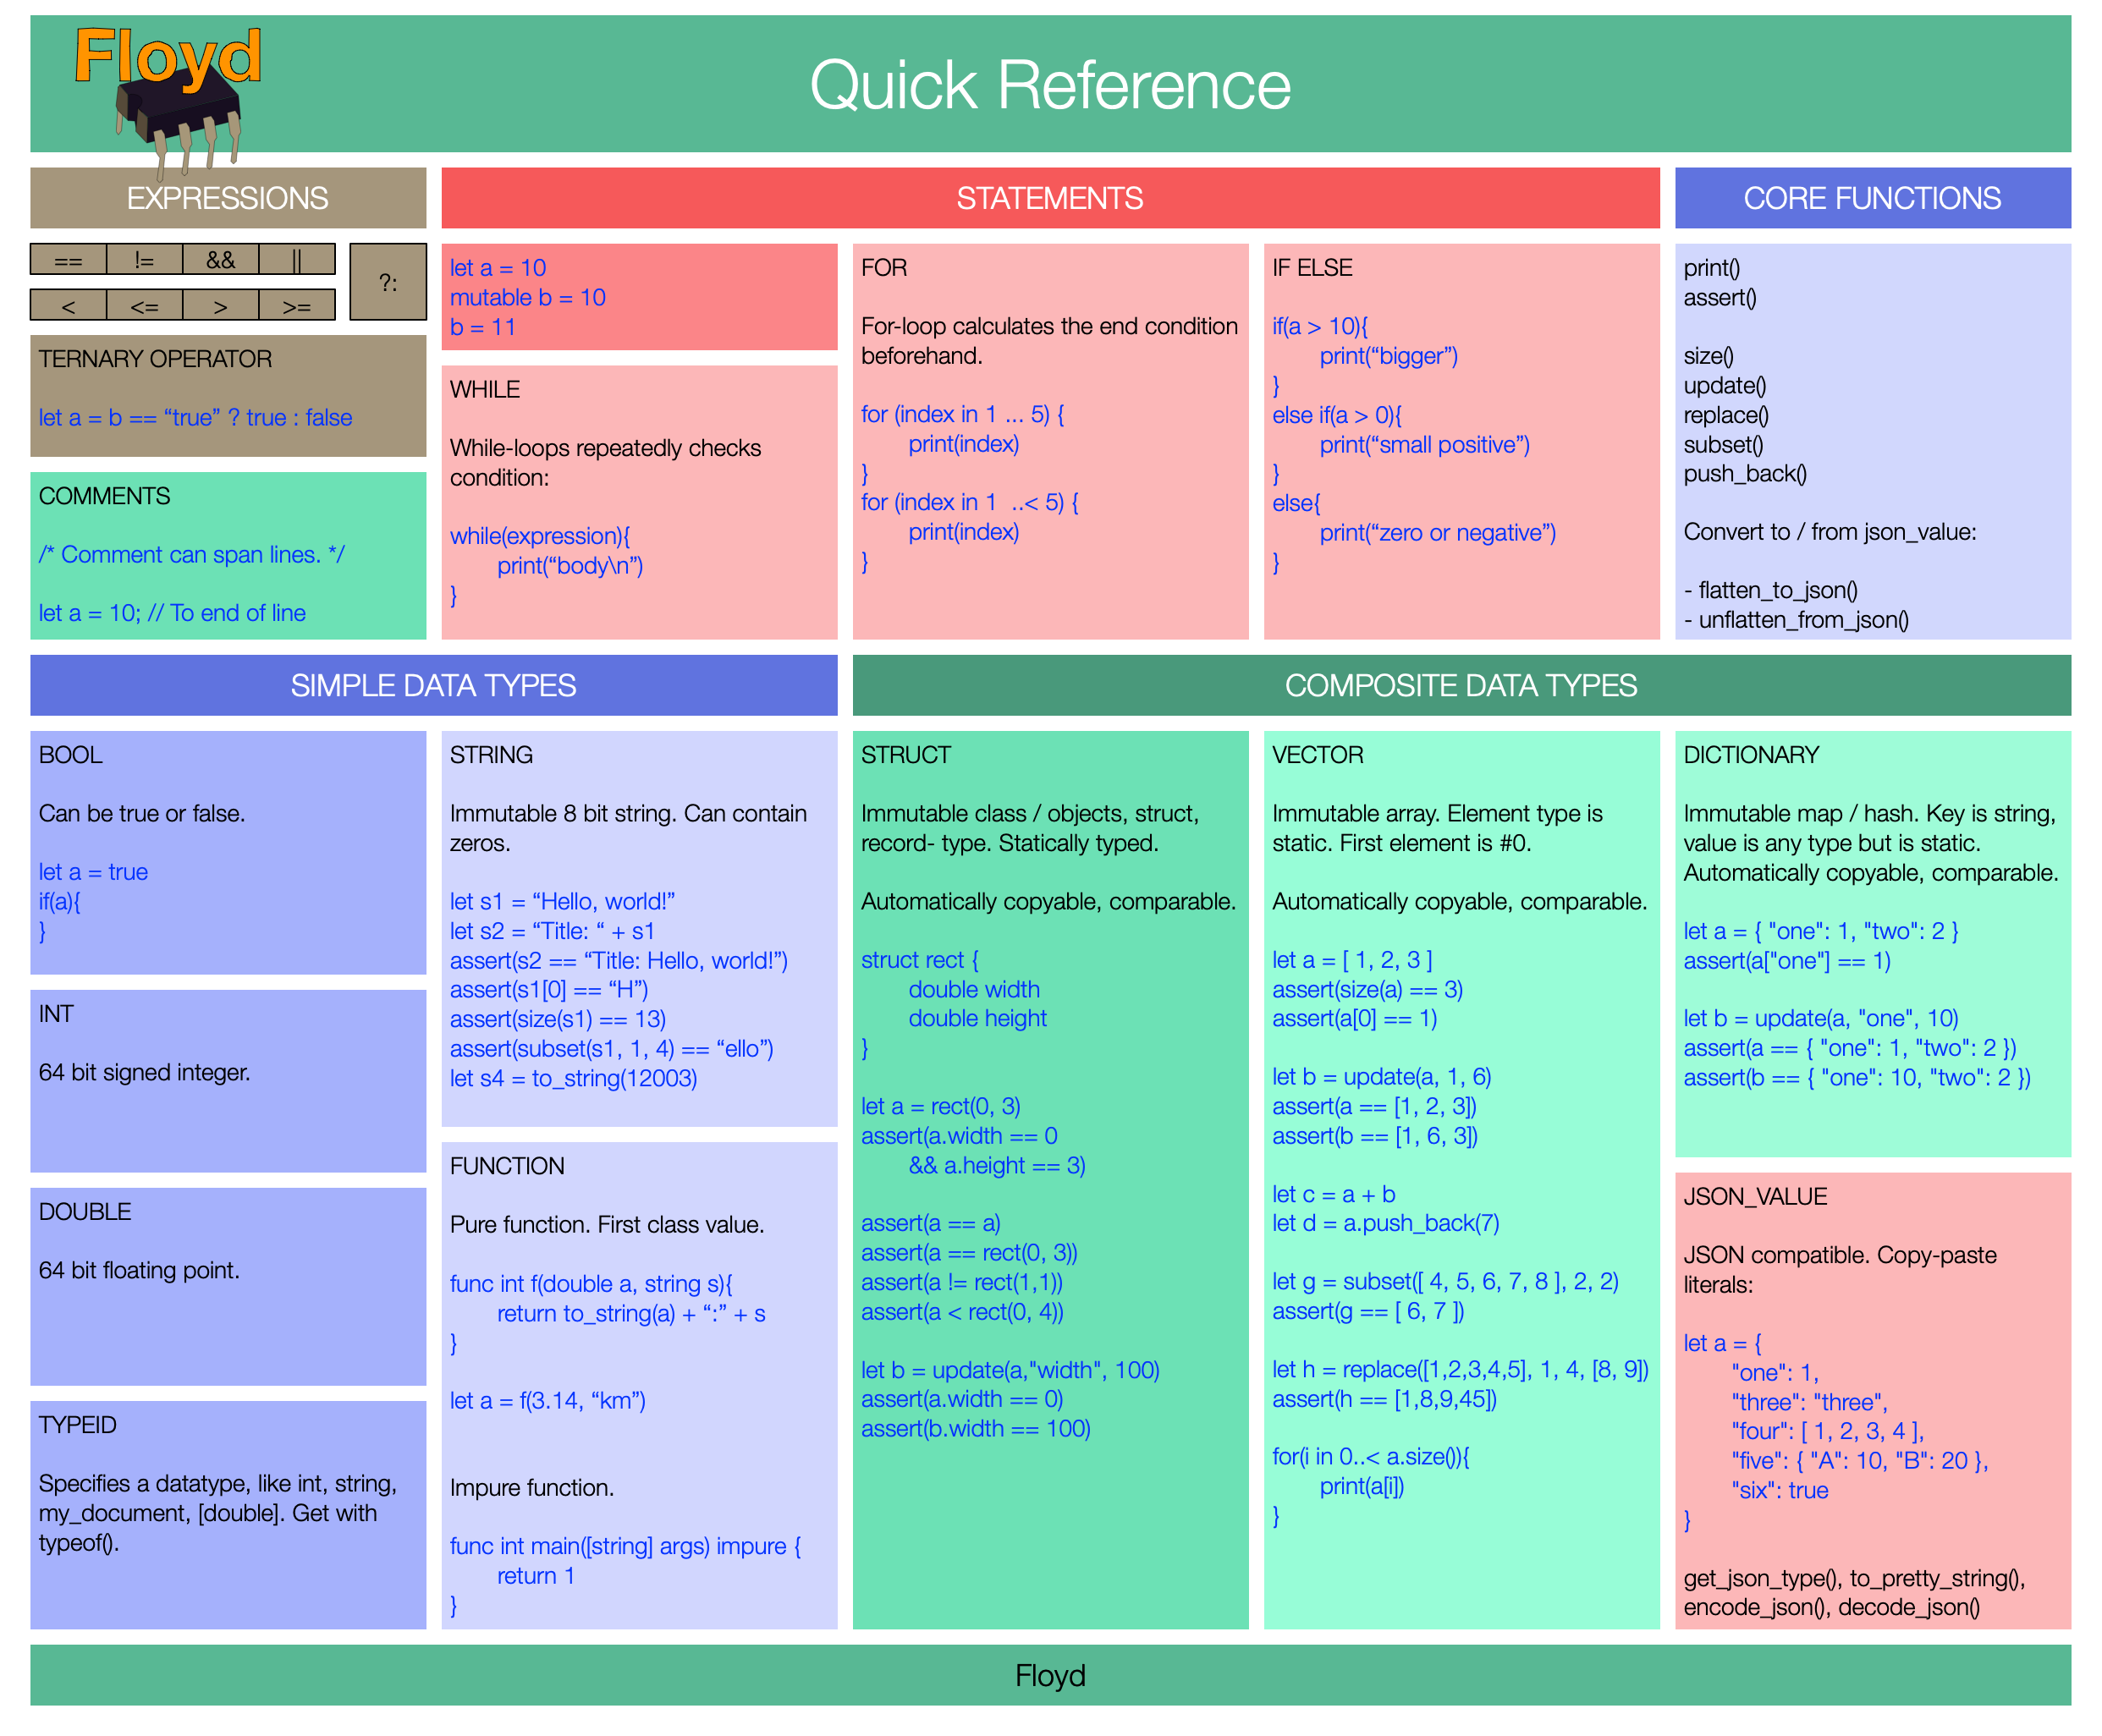 Floyd
Quick Reference
EXPRESSIONS
== != && ||
?:
< <= > >=
TERNARY OPERATOR
let a = b == “true” ? true : false
COMMENTS
/* Comment can span lines. */
let a = 10; // To end of line
STATEMENTS
let a = 10
mutable b = 10
b = 11
WHILE
While-loops repeatedly checks
condition:
while(expression){
print(“body\n”)
}
FOR
For-loop calculates the end condition
beforehand.
for (index in 1 ... 5) {
print(index)
}
for (index in 1  ..< 5) {
print(index)
}
IF ELSE
if(a > 10){
print(“bigger”)
}
else if(a > 0){
print(“small positive”)
}
else{
print(“zero or negative”)
}
CORE FUNCTIONS
print()
assert()
size()
update()
replace()
subset()
push_back()
Convert to / from json_value:
- flatten_to_json()
- unflatten_from_json()
SIMPLE DATA TYPES
BOOL
Can be true or false.
let a = true
if(a){
}
INT
64 bit signed integer.
DOUBLE
64 bit floating point.
TYPEID
Specifies a datatype, like int, string,
my_document, [double]. Get with
typeof().
STRING
Immutable 8 bit string. Can contain
zeros.
let s1 = “Hello, world!”
let s2 = “Title: “ + s1
assert(s2 == “Title: Hello, world!”)
assert(s1[0] == “H”)
assert(size(s1) == 13)
assert(subset(s1, 1, 4) == “ello”)
let s4 = to_string(12003)
FUNCTION
Pure function. First class value.
func int f(double a, string s){
return to_string(a) + “:” + s
}
let a = f(3.14, “km”)
Impure function.
func int main([string] args) impure {
return 1
}
COMPOSITE DATA TYPES
STRUCT
Immutable class / objects, struct,
record- type. Statically typed.
Automatically copyable, comparable.
struct rect {
double width
double height
}
let a = rect(0, 3)
assert(a.width == 0
&& a.height == 3)
assert(a == a)
assert(a == rect(0, 3))
assert(a != rect(1,1))
assert(a < rect(0, 4))
let b = update(a,"width", 100)
assert(a.width == 0)
assert(b.width == 100)
VECTOR
Immutable array. Element type is
static. First element is #0.
Automatically copyable, comparable.
let a = [ 1, 2, 3 ]
assert(size(a) == 3)
assert(a[0] == 1)
let b = update(a, 1, 6)
assert(a == [1, 2, 3])
assert(b == [1, 6, 3])
let c = a + b
let d = a.push_back(7)
let g = subset([ 4, 5, 6, 7, 8 ], 2, 2)
assert(g == [ 6, 7 ])
let h = replace([1,2,3,4,5], 1, 4, [8, 9])
assert(h == [1,8,9,45])
for(i in 0..< a.size()){
print(a[i])
}
DICTIONARY
Immutable map / hash. Key is string,
value is any type but is static.
Automatically copyable, comparable.
let a = { "one": 1, "two": 2 }
assert(a["one"] == 1)
let b = update(a, "one", 10)
assert(a == { "one": 1, "two": 2 })
assert(b == { "one": 10, "two": 2 })
JSON_VALUE
JSON compatible. Copy-paste
literals:
let a = {
"one": 1,
"three": "three",
"four": [ 1, 2, 3, 4 ],
"five": { "A": 10, "B": 20 },
"six": true
}
get_json_type(), to_pretty_string(),
encode_json(), decode_json()
Floyd